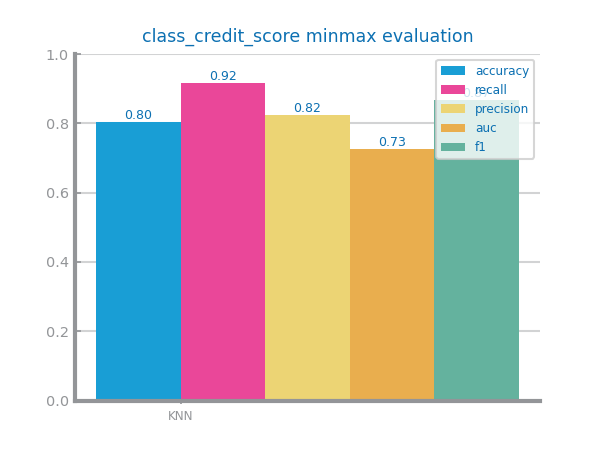 class_credit_score minmax evaluation
1.0
0.8
0.6
0.4
0.2
0.0
0.80
0.92
0.82
0.73
accuracy
recall
precision
auc
f1
KNN